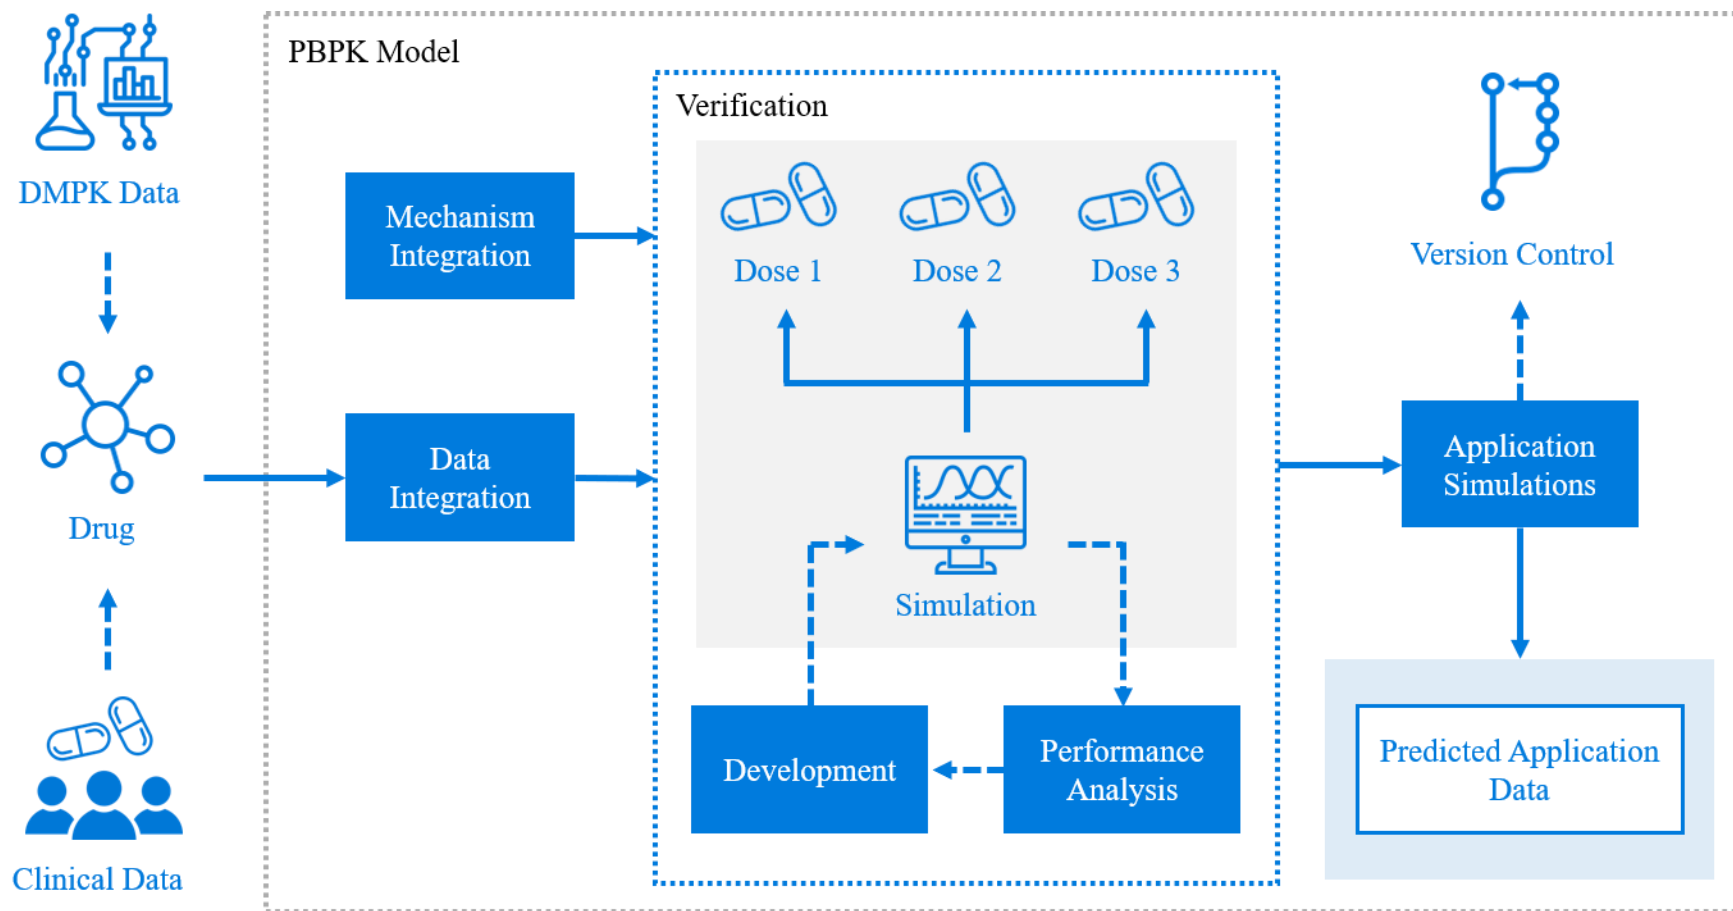 DMPK Data
Drug
Clinical Data
PBPK Model
Mechanism
Integration
Data
Integration
Verification
Dose 1
Dose 2
Dose 3
Simulation
Development
Performance
Analysis
Version Control
Application
Simulations
Predicted Application
Data